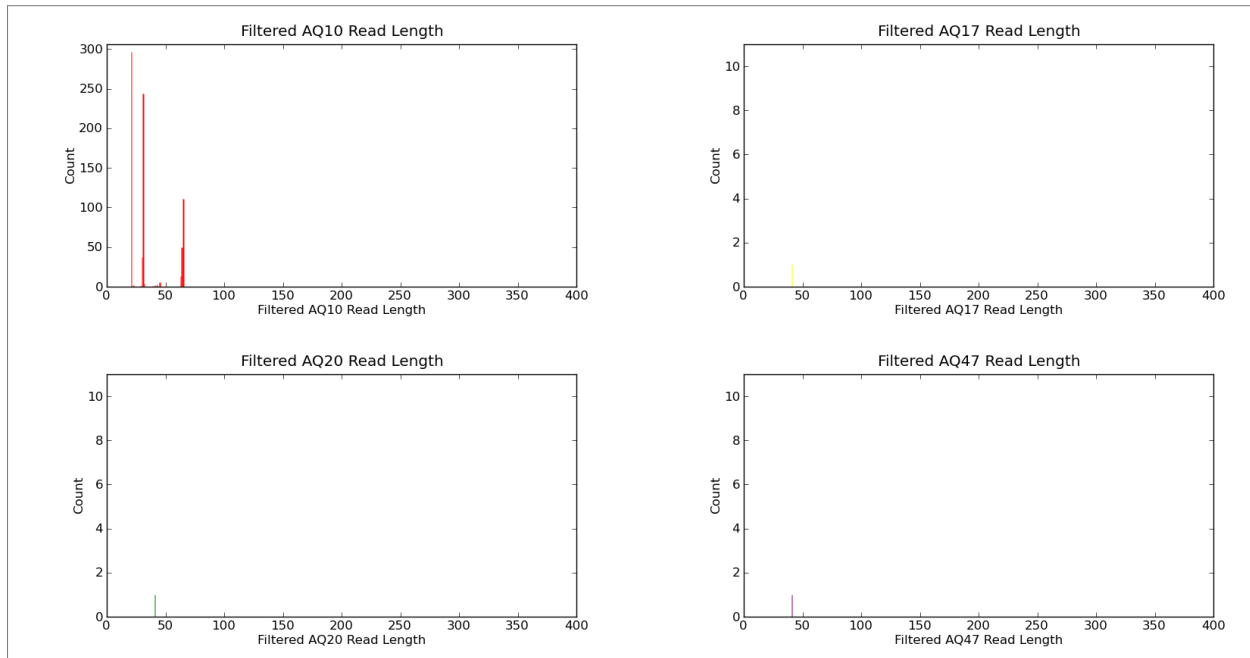 Filtered AQ10 Read Length
300
250
200
150
100
50
0
Count
0 50 100 150 200 250 300 350 400
Filtered AQ10 Read Length
Filtered AQ17 Read Length
10
8
6
4
2
0
Count
0 50 100 150 200 250 300 350 400
Filtered AQ17 Read Length
Filtered AQ20 Read Length
10
8
6
4
2
0
Count
0 50 100 150 200 250 300 350 400
Filtered AQ20 Read Length
Filtered AQ47 Read Length
10
8
6
4
2
0
Count
0 50 100 150 200 250 300 350 400
Filtered AQ47 Read Length